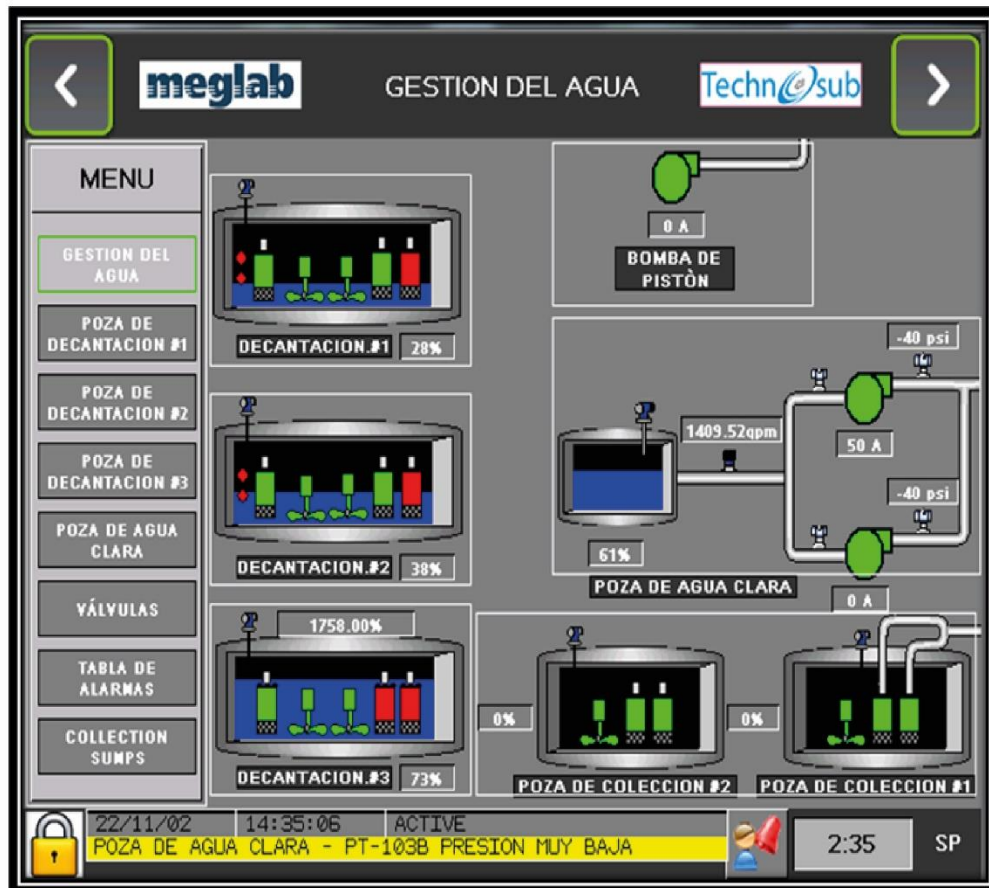 meglab
GESTION DEL AGUA
Technosub
MENU
GESTION DEL
AGUA
POZA DE
DECANTACION #1
POZA DE
DECANTACION #2
POZA DE
DECANTACION #3
POZA DE AGUA
CLARA
VÁLVULAS
TABLA DE
ALARMAS
COLLECTION
SUMPS
DECANTACION.#1 28%
DECANTACION.#2 38%
1758.00%
DECANTACION.#3 73%
0 A
BOMBA DE
PISTÒN
-40 psi
1409.52gpm
50 A
-40 psi
61%
POZA DE AGUA CLARA
0 A
0%
0%
POZA DE COLECCION #2
POZA DE COLECCION #1
22/11/02 14:35:06 ACTIVE
POZA DE AGUA CLARA - PT-103B PRESION MUY BAJA
2:35
SP